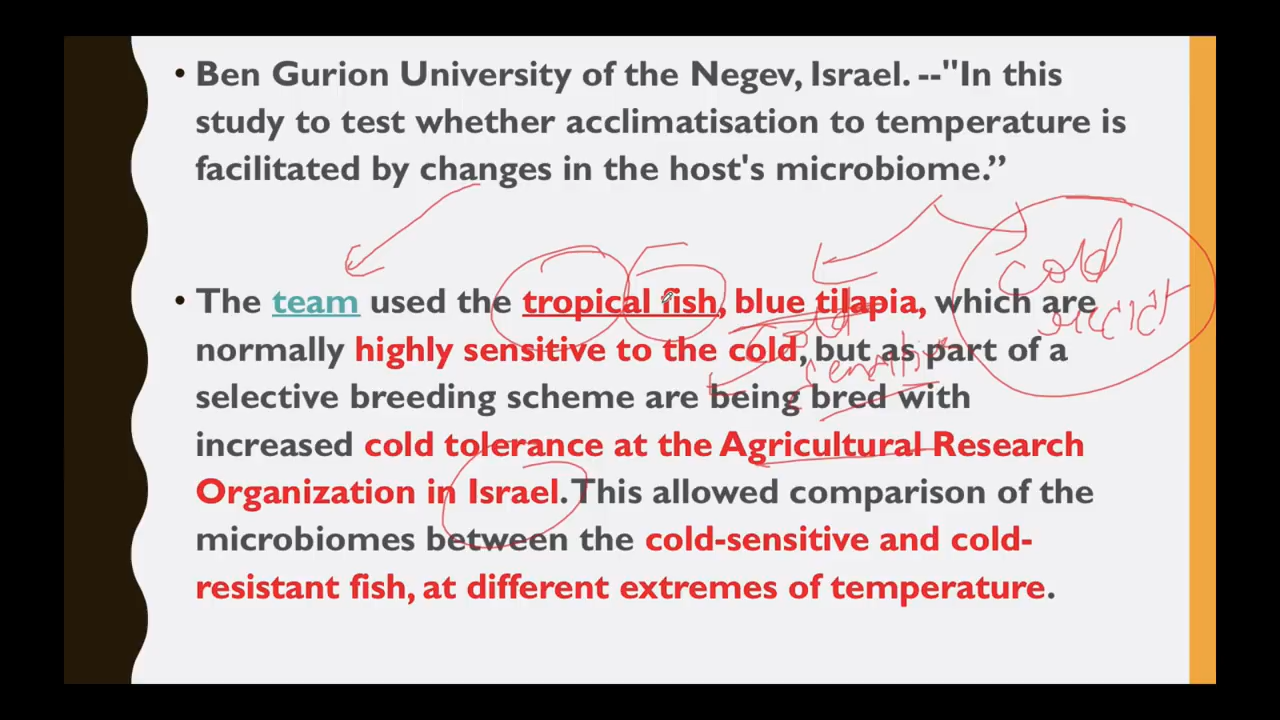 • Ben Gurion University of the Negev, Israel. --"In this
study to test whether acclimatisation to temperature is
facilitated by changes in the host's microbiome.”
• The team used the tropical fish, blue tilapia, which are
normally highly sensitive to the cold, but as part of a
selective breeding scheme are being bred with
increased cold tolerance at the Agricultural Research
Organization in Israel. This allowed comparison of the
microbiomes between the cold-sensitive and cold-
resistant fish, at different extremes of temperature.
cold
sensitive
cold